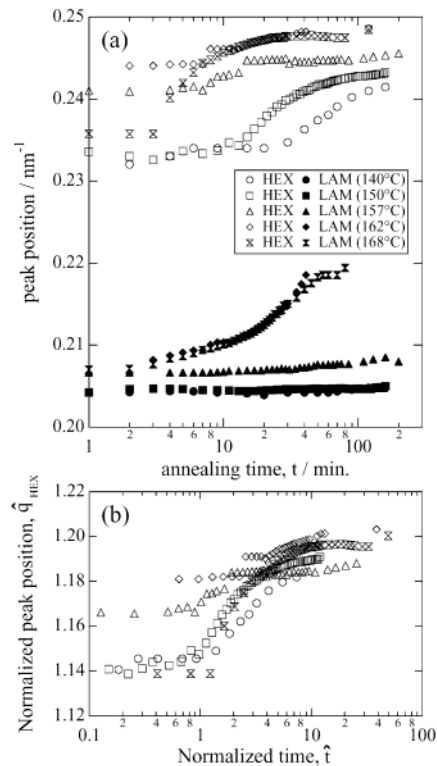 (a)
0.25
0.24
0.23
0.22
0.21
0.20
peak position / nm-1
HEX LAM (140°C)
HEX LAM (150°C)
HEX LAM (157°C)
HEX LAM (162°C)
HEX LAM (168°C)
1 2 4 6 8 10 2 4 6 8 100 2
annealing time, t / min.
(b)
1.22
1.20
1.18
1.16
1.14
1.12
Normalized peak position, q̂HEX
0.1 2 4 6 8 1 2 4 6 8 10 2 4 6 8 100
Normalized time, t̂